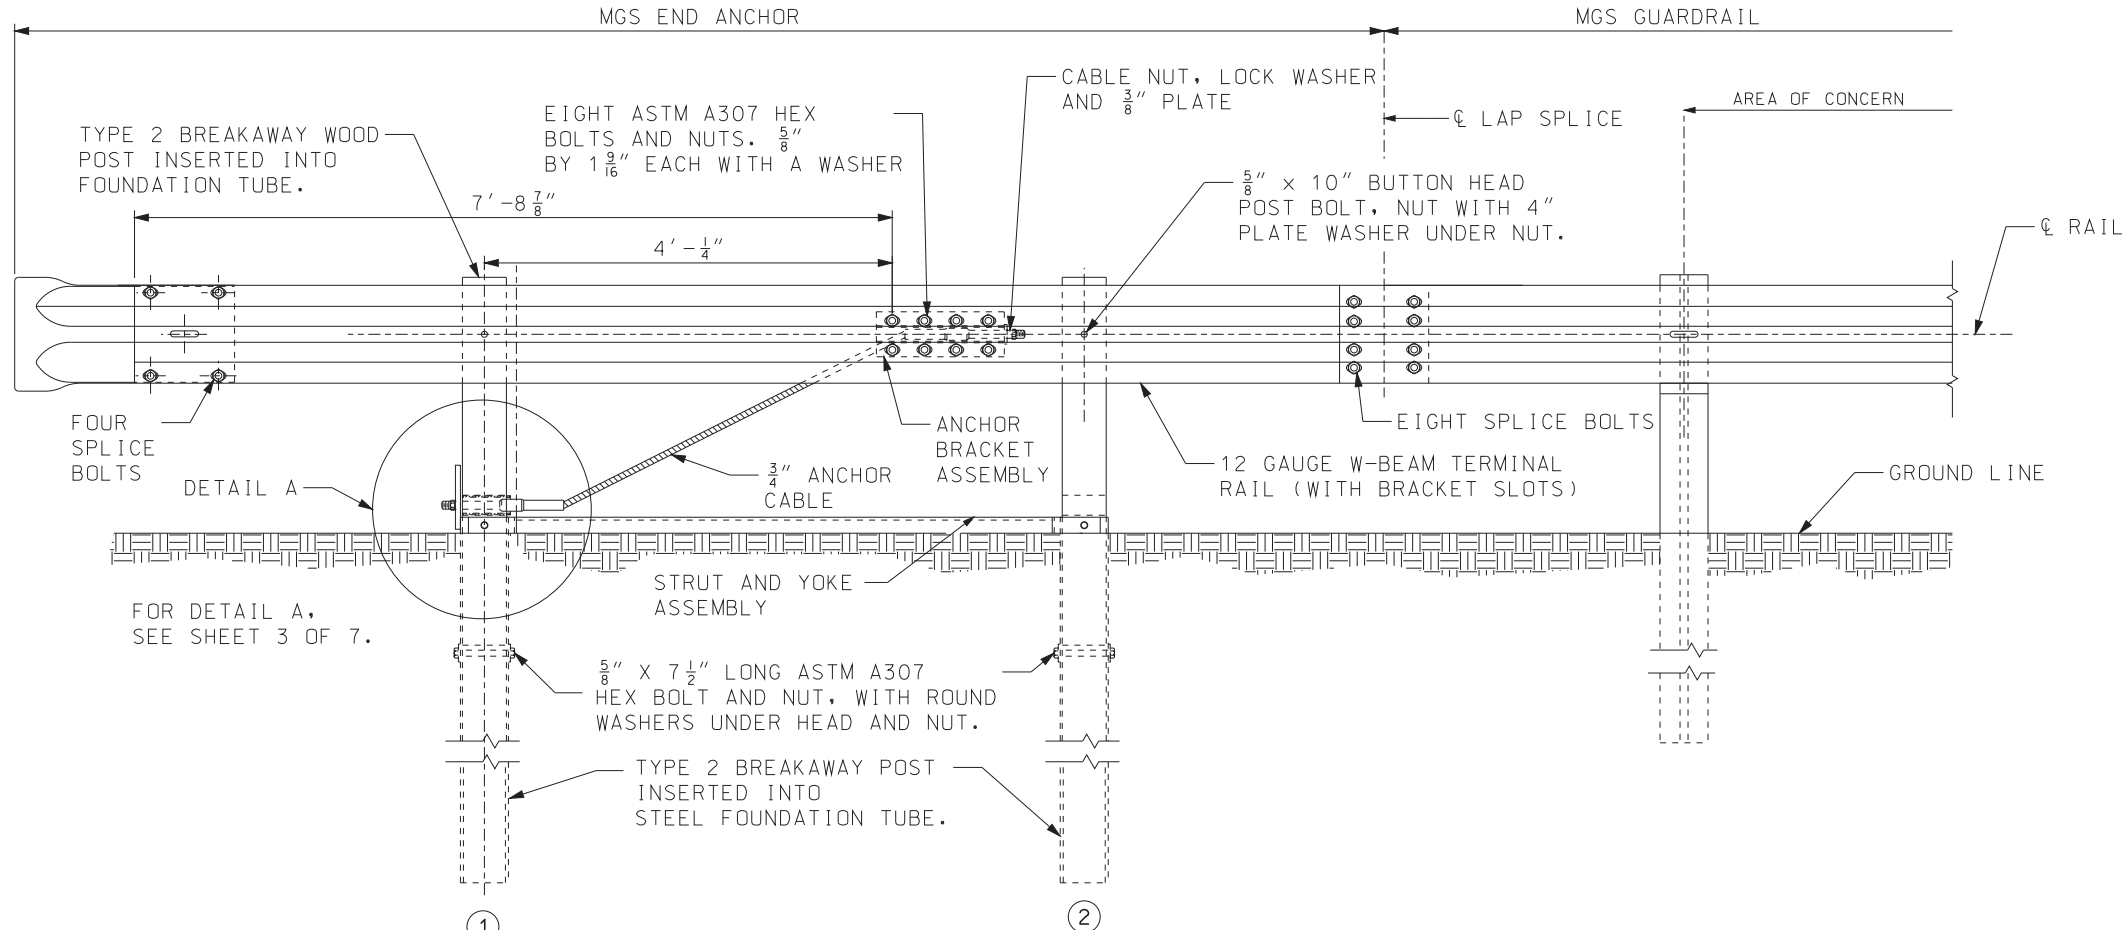 MGS END ANCHOR
MGS GUARDRAIL
CABLE NUT, LOCK WASHER
AND 3/8" PLATE
AREA OF CONCERN
EIGHT ASTM A307 HEX
BOLTS AND NUTS. 5/8"
BY 1 9/16" EACH WITH A WASHER
℄ LAP SPLICE
TYPE 2 BREAKAWAY WOOD
POST INSERTED INTO
FOUNDATION TUBE.
5/8" x 10" BUTTON HEAD
POST BOLT, NUT WITH 4"
PLATE WASHER UNDER NUT.
7'-8 7/8"
℄ RAIL
4'-1/4"
FOUR
SPLICE
BOLTS
ANCHOR
BRACKET
ASSEMBLY
EIGHT SPLICE BOLTS
12 GAUGE W-BEAM TERMINAL
RAIL (WITH BRACKET SLOTS)
GROUND LINE
DETAIL A
3/4" ANCHOR
CABLE
STRUT AND YOKE
ASSEMBLY
FOR DETAIL A,
SEE SHEET 3 OF 7.
5/8" X 7 1/2" LONG ASTM A307
HEX BOLT AND NUT, WITH ROUND
WASHERS UNDER HEAD AND NUT.
TYPE 2 BREAKAWAY POST
INSERTED INTO
STEEL FOUNDATION TUBE.
1
2